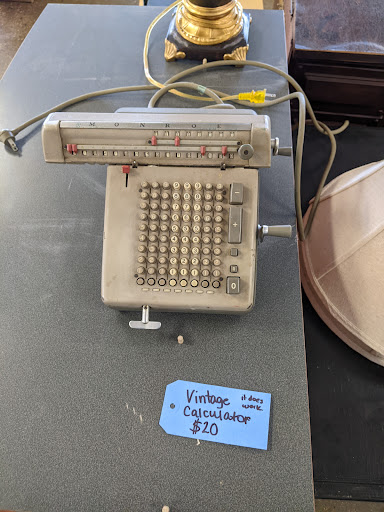 MONROE
Vintage it does
Calculator work
$20